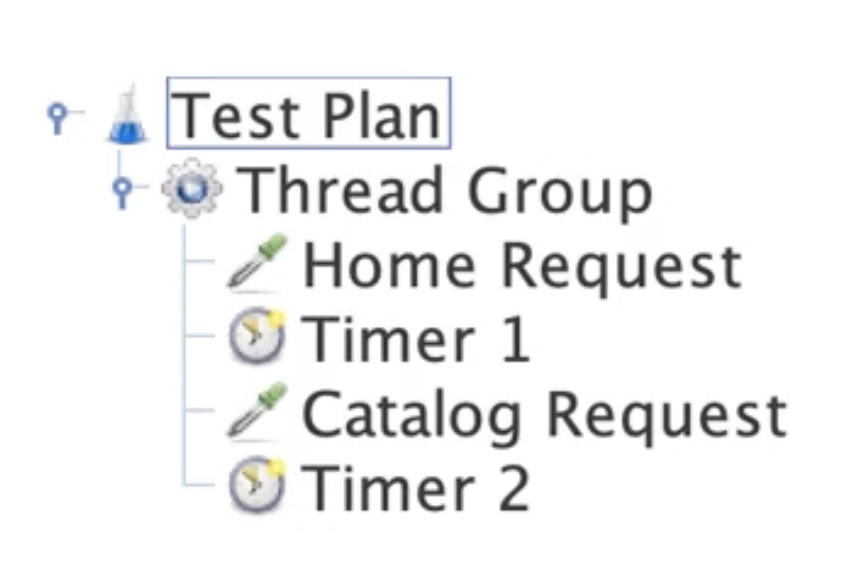 Test Plan
Thread Group
Home Request
Timer 1
Catalog Request
Timer 2